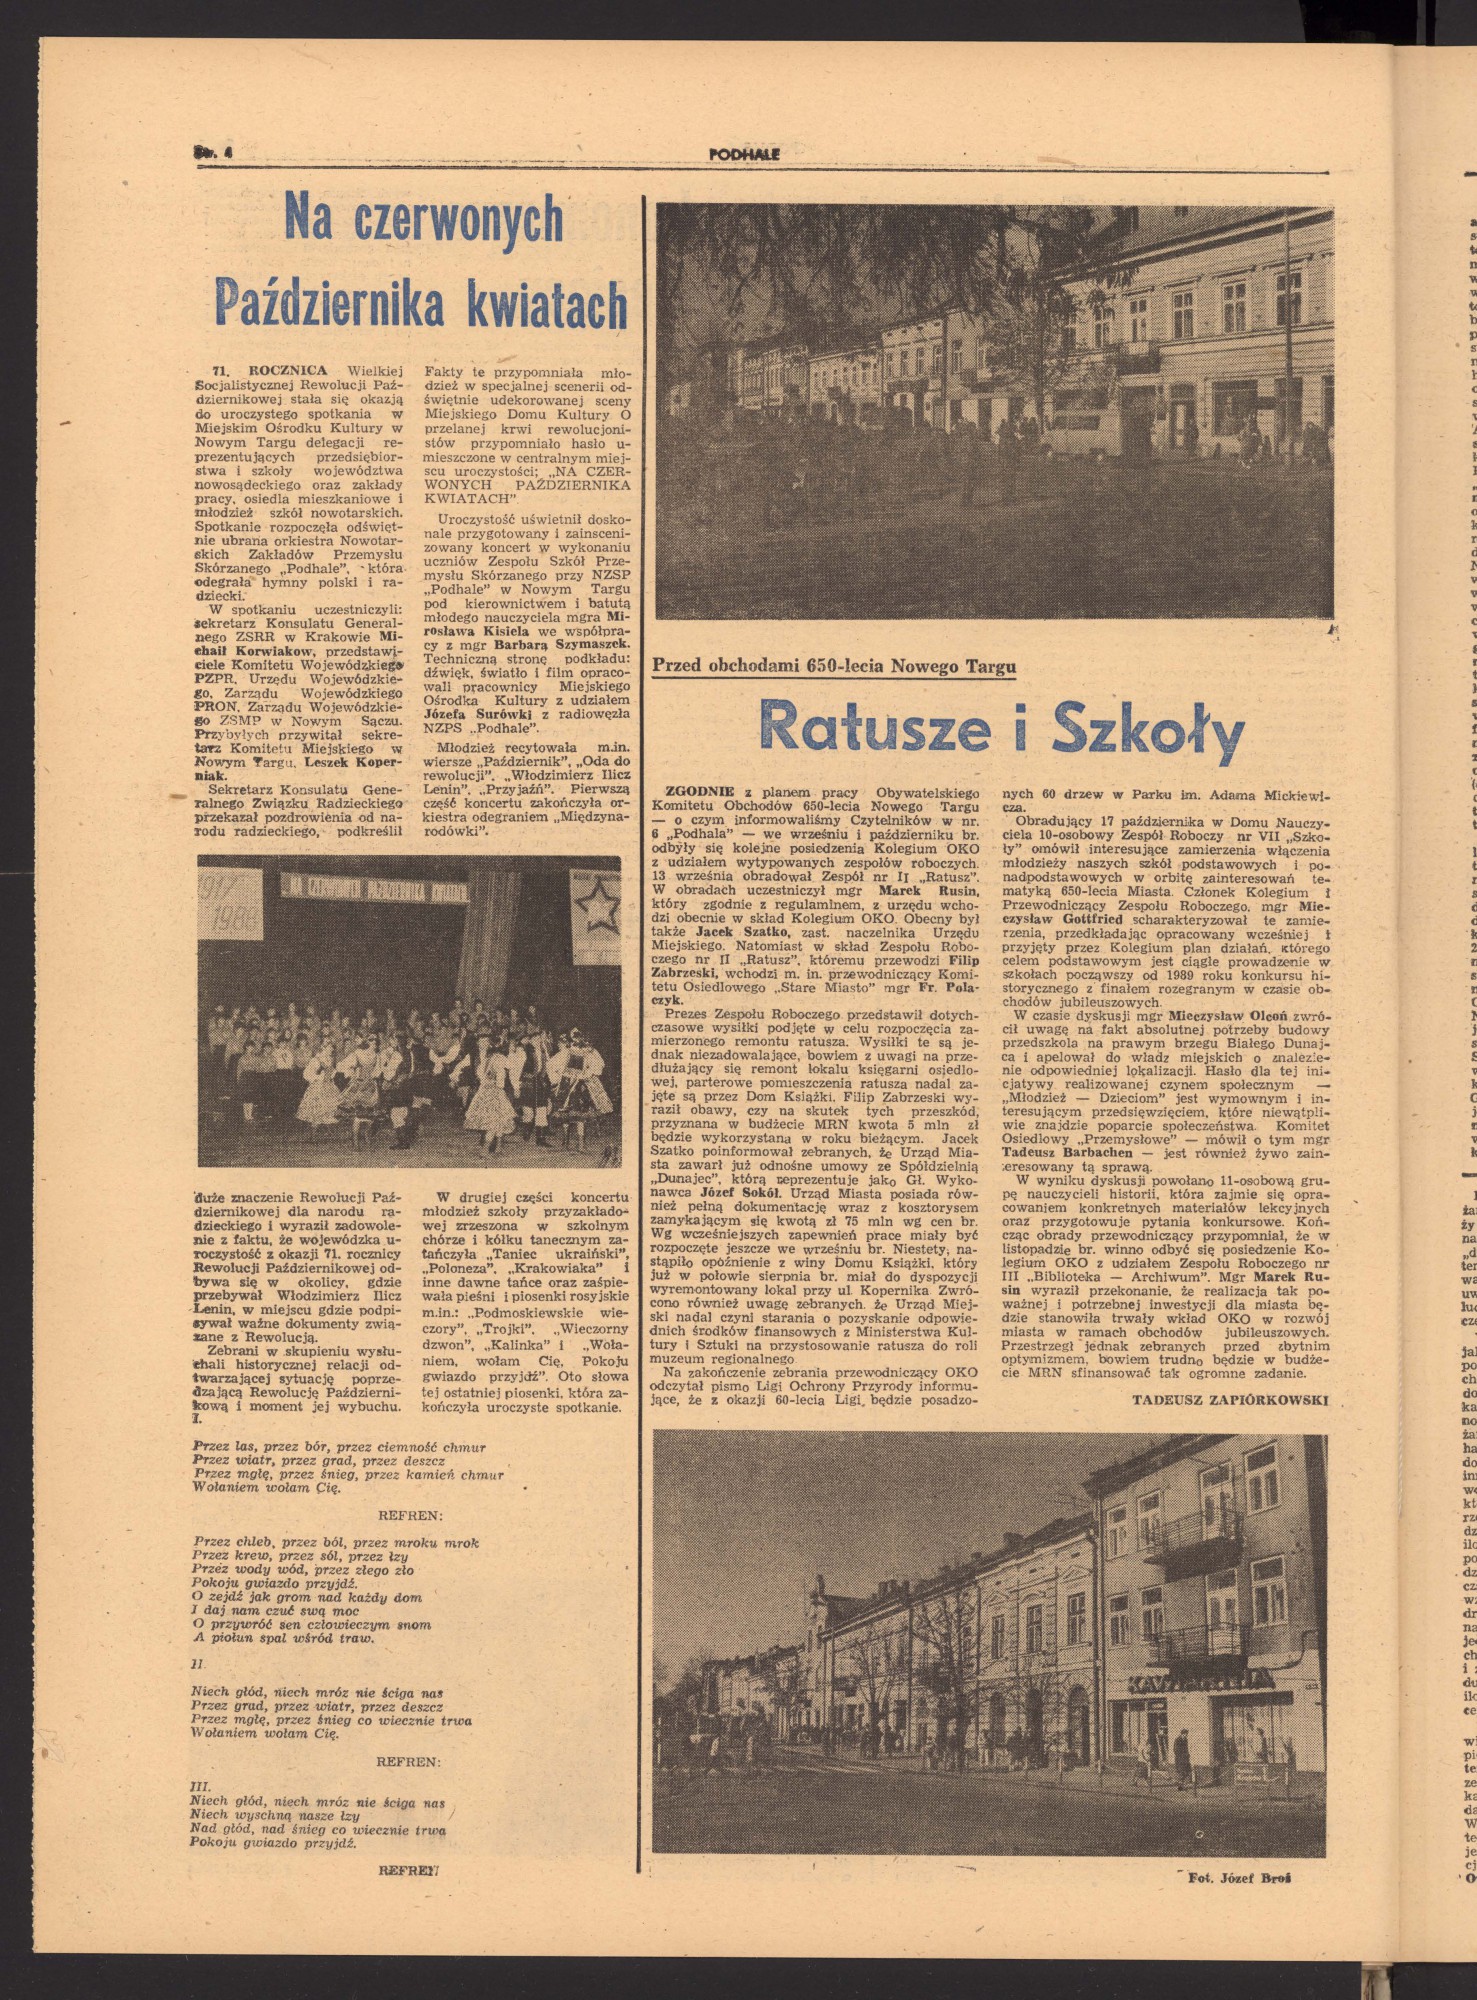 Str. 4
PODHALE
Na czerwonych
Października kwiatach
71. ROCZNICA Wielkiej
Socjalistycznej Rewolucji Paź-
dziernikowej stała się okazją
do uroczystego spotkania w
Miejskim Ośrodku Kultury w
Nowym Targu delegacji re-
prezentujących przedsiębior-
stwa i szkoły województwa
nowosądeckiego oraz zakłady
pracy, osiedla mieszkaniowe i
młodzież szkół nowotarskich.
Spotkanie rozpoczęła odświęt-
nie ubrana orkiestra Nowotar-
skich Zakładów Przemysłu
Skórzanego „Podhale”, która
odegrała hymny polski i ra-
dziecki.
W spotkaniu uczestniczyli:
sekretarz Konsulatu General-
nego ZSRR w Krakowie Mi-
chaił Korwiakow, przedstawi-
ciele Komitetu Wojewódzkiego
PZPR, Urzędu Wojewódzkie-
go, Zarządu Wojewódzkiego
PRON, Zarządu Wojewódzkie-
go ZSMP w Nowym Sączu.
Przybyłych przywitał sekre-
tarz Komitetu Miejskiego w
Nowym Targu, Leszek Koper-
niak.
Sekretarz Konsulatu Gene-
ralnego Związku Radzieckiego
przekazał pozdrowienia od na-
rodu radzieckiego, podkreślił
Fakty te przypomniała mło-
dzież w specjalnej scenerii od-
świętnie udekorowanej sceny
Miejskiego Domu Kultury O
przelanej krwi rewolucjoni-
stów przypomniało hasło u-
mieszczone w centralnym miej-
scu uroczystości: „NA CZER-
WONYCH PAŹDZIERNIKA
KWIATACH”
Uroczystość uświetnił dosko-
nale przygotowany i zainsceni-
zowany koncert w wykonaniu
uczniów Zespołu Szkół Prze-
mysłu Skórzanego przy NZSP
„Podhale” w Nowym Targu
pod kierownictwem i batutą
młodego nauczyciela mgra Mi-
rosława Kisiela we współpra-
cy z mgr Barbarą Szymaszek.
Techniczną stronę podkładu:
dźwięk, światło i film opraco-
wali pracownicy Miejskiego
Ośrodka Kultury z udziałem
Józefa Surówki z radiowęzła
NZPS „Podhale”.
Młodzież recytowała m.in.
wiersze „Październik”, „Oda do
rewolucji”, „Włodzimierz Ilicz
Lenin”, „Przyjaźń”. Pierwszą
część koncertu zakończyła or-
kiestra odegraniem „Międzyna-
rodówki”.
917
1988
NA CZERWONYCH PAŹDZIERNIKA KWIATACH
duże znaczenie Rewolucji Paź-
dziernikowej dla narodu ra-
dzieckiego i wyraził zadowole-
nie z faktu, że wojewódzka u-
roczystość z okazji 71. rocznicy
Rewolucji Październikowej od-
bywa się w okolicy, gdzie
przebywał Włodzimierz Ilicz
Lenin, w miejscu gdzie podpi-
sywał ważne dokumenty zwią-
zane z Rewolucją.
Zebrani w skupieniu wysłu-
chali historycznej relacji od-
twarzającej sytuację poprze-
dzającą Rewolucję Październi-
kową i moment jej wybuchu.
W drugiej części koncertu
młodzież szkoły przyzakłado-
wej zrzeszona w szkolnym
chórze i kółku tanecznym za-
tańczyła „Taniec ukraiński”,
„Poloneza”, „Krakowiaka” i
inne dawne tańce oraz zaśpie-
wała pieśni i piosenki rosyjskie
m.in.: „Podmoskiewskie wie-
czory”, „Trojki”, „Wieczorny
dzwon”, „Kalinka” i „Woła-
niem, wołam Cię, Pokoju
gwiazdo przyjdź”. Oto słowa
tej ostatniej piosenki, która za-
kończyła uroczyste spotkanie.
I.
Przez las, przez bór, przez ciemność chmur
Przez wiatr, przez grad, przez deszcz
Przez mgłę, przez śnieg, przez kamień chmur
Wołaniem wołam Cię.
REFREN:
Przez chleb, przez ból, przez mroku mrok
Przez krew, przez sól, przez łzy
Przez wody wód, przez złego zło
Pokoju gwiazdo przyjdź.
O zejdź jak grom nad każdy dom
I daj nam czuć swą moc
O przywróć sen człowieczym snom
A piołun spal wśród traw.
II
Niech głód, niech mróz nie ściga nas
Przez grad, przez wiatr, przez deszcz
Przez mgłę, przez śnieg co wiecznie trwa
Wołaniem wołam Cię.
REFREN:
III.
Niech głód, niech mróz nie ściga nas
Niech wyschną nasze łzy
Nad głód, nad śnieg co wiecznie trwa
Pokoju gwiazdo przyjdź.
REFREN
Przed obchodami 650-lecia Nowego Targu
Ratusze i Szkoły
ZGODNIE z planem pracy Obywatelskiego
Komitetu Obchodów 650-lecia Nowego Targu
— o czym informowaliśmy Czytelników w nr.
6 „Podhala” — we wrześniu i październiku br.
odbyły się kolejne posiedzenia Kolegium OKO
z udziałem wytypowanych zespołów roboczych.
13 września obradował Zespół nr II „Ratusz”.
W obradach uczestniczył mgr Marek Rusin,
który zgodnie z regulaminem, z urzędu wcho-
dzi obecnie w skład Kolegium OKO. Obecny był
także Jacek Szatko, zast. naczelnika Urzędu
Miejskiego. Natomiast w skład Zespołu Robo-
czego nr II „Ratusz”, któremu przewodzi Filip
Zabrzeski, wchodzi m. in. przewodniczący Komi-
tetu Osiedlowego „Stare Miasto” mgr Fr. Pola-
czyk.
Prezes Zespołu Roboczego przedstawił dotych-
czasowe wysiłki podjęte w celu rozpoczęcia za-
mierzonego remontu ratusza. Wysiłki te są je-
dnak niezadowalające, bowiem z uwagi na prze-
dłużający się remont lokalu księgarni osiedlo-
wej, parterowe pomieszczenia ratusza nadal za-
jęte są przez Dom Książki. Filip Zabrzeski wy-
raził obawy, czy na skutek tych przeszkód,
przyznana w budżecie MRN kwota 5 mln zł
będzie wykorzystana w roku bieżącym. Jacek
Szatko poinformował zebranych, że Urząd Mia-
sta zawarł już odnośne umowy ze Spółdzielnią
„Dunajec”, którą reprezentuje jako Gł. Wyko-
nawca Józef Sokół. Urząd Miasta posiada rów-
nież pełną dokumentację wraz z kosztorysem
zamykającym się kwotą zł 75 mln wg cen br.
Wg wcześniejszych zapewnień prace miały być
rozpoczęte jeszcze we wrześniu br. Niestety, na-
stąpiło opóźnienie z winy Domu Książki, który
już w połowie sierpnia br. miał do dyspozycji
wyremontowany lokal przy ul. Kopernika. Zwró-
cono również uwagę zebranych, że Urząd Miej-
ski nadal czyni starania o pozyskanie odpowie-
dnich środków finansowych z Ministerstwa Kul-
tury i Sztuki na przystosowanie ratusza do roli
muzeum regionalnego
Na zakończenie zebrania przewodniczący OKO
odczytał pismo Ligi Ochrony Przyrody informu-
jące, że z okazji 60-lecia Ligi, będzie posadzo-
nych 60 drzew w Parku im. Adama Mickiewi-
cza.
Obradujący 17 października w Domu Nauczy-
ciela 10-osobowy Zespół Roboczy nr VII „Szko-
ły” omówił interesujące zamierzenia włączenia
młodzieży naszych szkół podstawowych i po-
nadpodstawowych w orbitę zainteresowań te-
matyką 650-lecia Miasta. Członek Kolegium i
Przewodniczący Zespołu Roboczego, mgr Mie-
czysław Gottfried scharakteryzował te zamie-
rzenia, przedkładając opracowany wcześniej i
przyjęty przez Kolegium plan działań, którego
celem podstawowym jest ciągłe prowadzenie w
szkołach począwszy od 1989 roku konkursu hi-
storycznego z finałem rozegranym w czasie ob-
chodów jubileuszowych.
W czasie dyskusji mgr Mieczysław Olcoń zwró-
cił uwagę na fakt absolutnej potrzeby budowy
przedszkola na prawym brzegu Białego Dunaj-
ca i apelował do władz miejskich o znalezie-
nie odpowiedniej lokalizacji. Hasło dla tej ini-
cjatywy realizowanej czynem społecznym —
„Młodzież — Dzieciom” jest wymownym i in-
teresującym przedsięwzięciem, które niewątpli-
wie znajdzie poparcie społeczeństwa. Komitet
Osiedlowy „Przemysłowe” — mówił o tym mgr
Tadeusz Barbachen — jest również żywo zain-
teresowany tą sprawą.
W wyniku dyskusji powołano 11-osobową gru-
pę nauczycieli historii, która zajmie się opra-
cowaniem konkretnych materiałów lekcyjnych
oraz przygotowuje pytania konkursowe. Koń-
cząc obrady przewodniczący przypomniał, że w
listopadzie br. winno odbyć się posiedzenie Ko-
legium OKO z udziałem Zespołu Roboczego nr
III „Biblioteka — Archiwum”. Mgr Marek Ru-
sin wyraził przekonanie, że realizacja tak po-
ważnej i potrzebnej inwestycji dla miasta bę-
dzie stanowiła trwały wkład OKO w rozwój
miasta w ramach obchodów jubileuszowych.
Przestrzegł jednak zebranych przed zbytnim
optymizmem, bowiem trudno będzie w budże-
cie MRN sfinansować tak ogromne zadanie.
TADEUSZ ZAPIÓRKOWSKI
Fot. Józef Broś